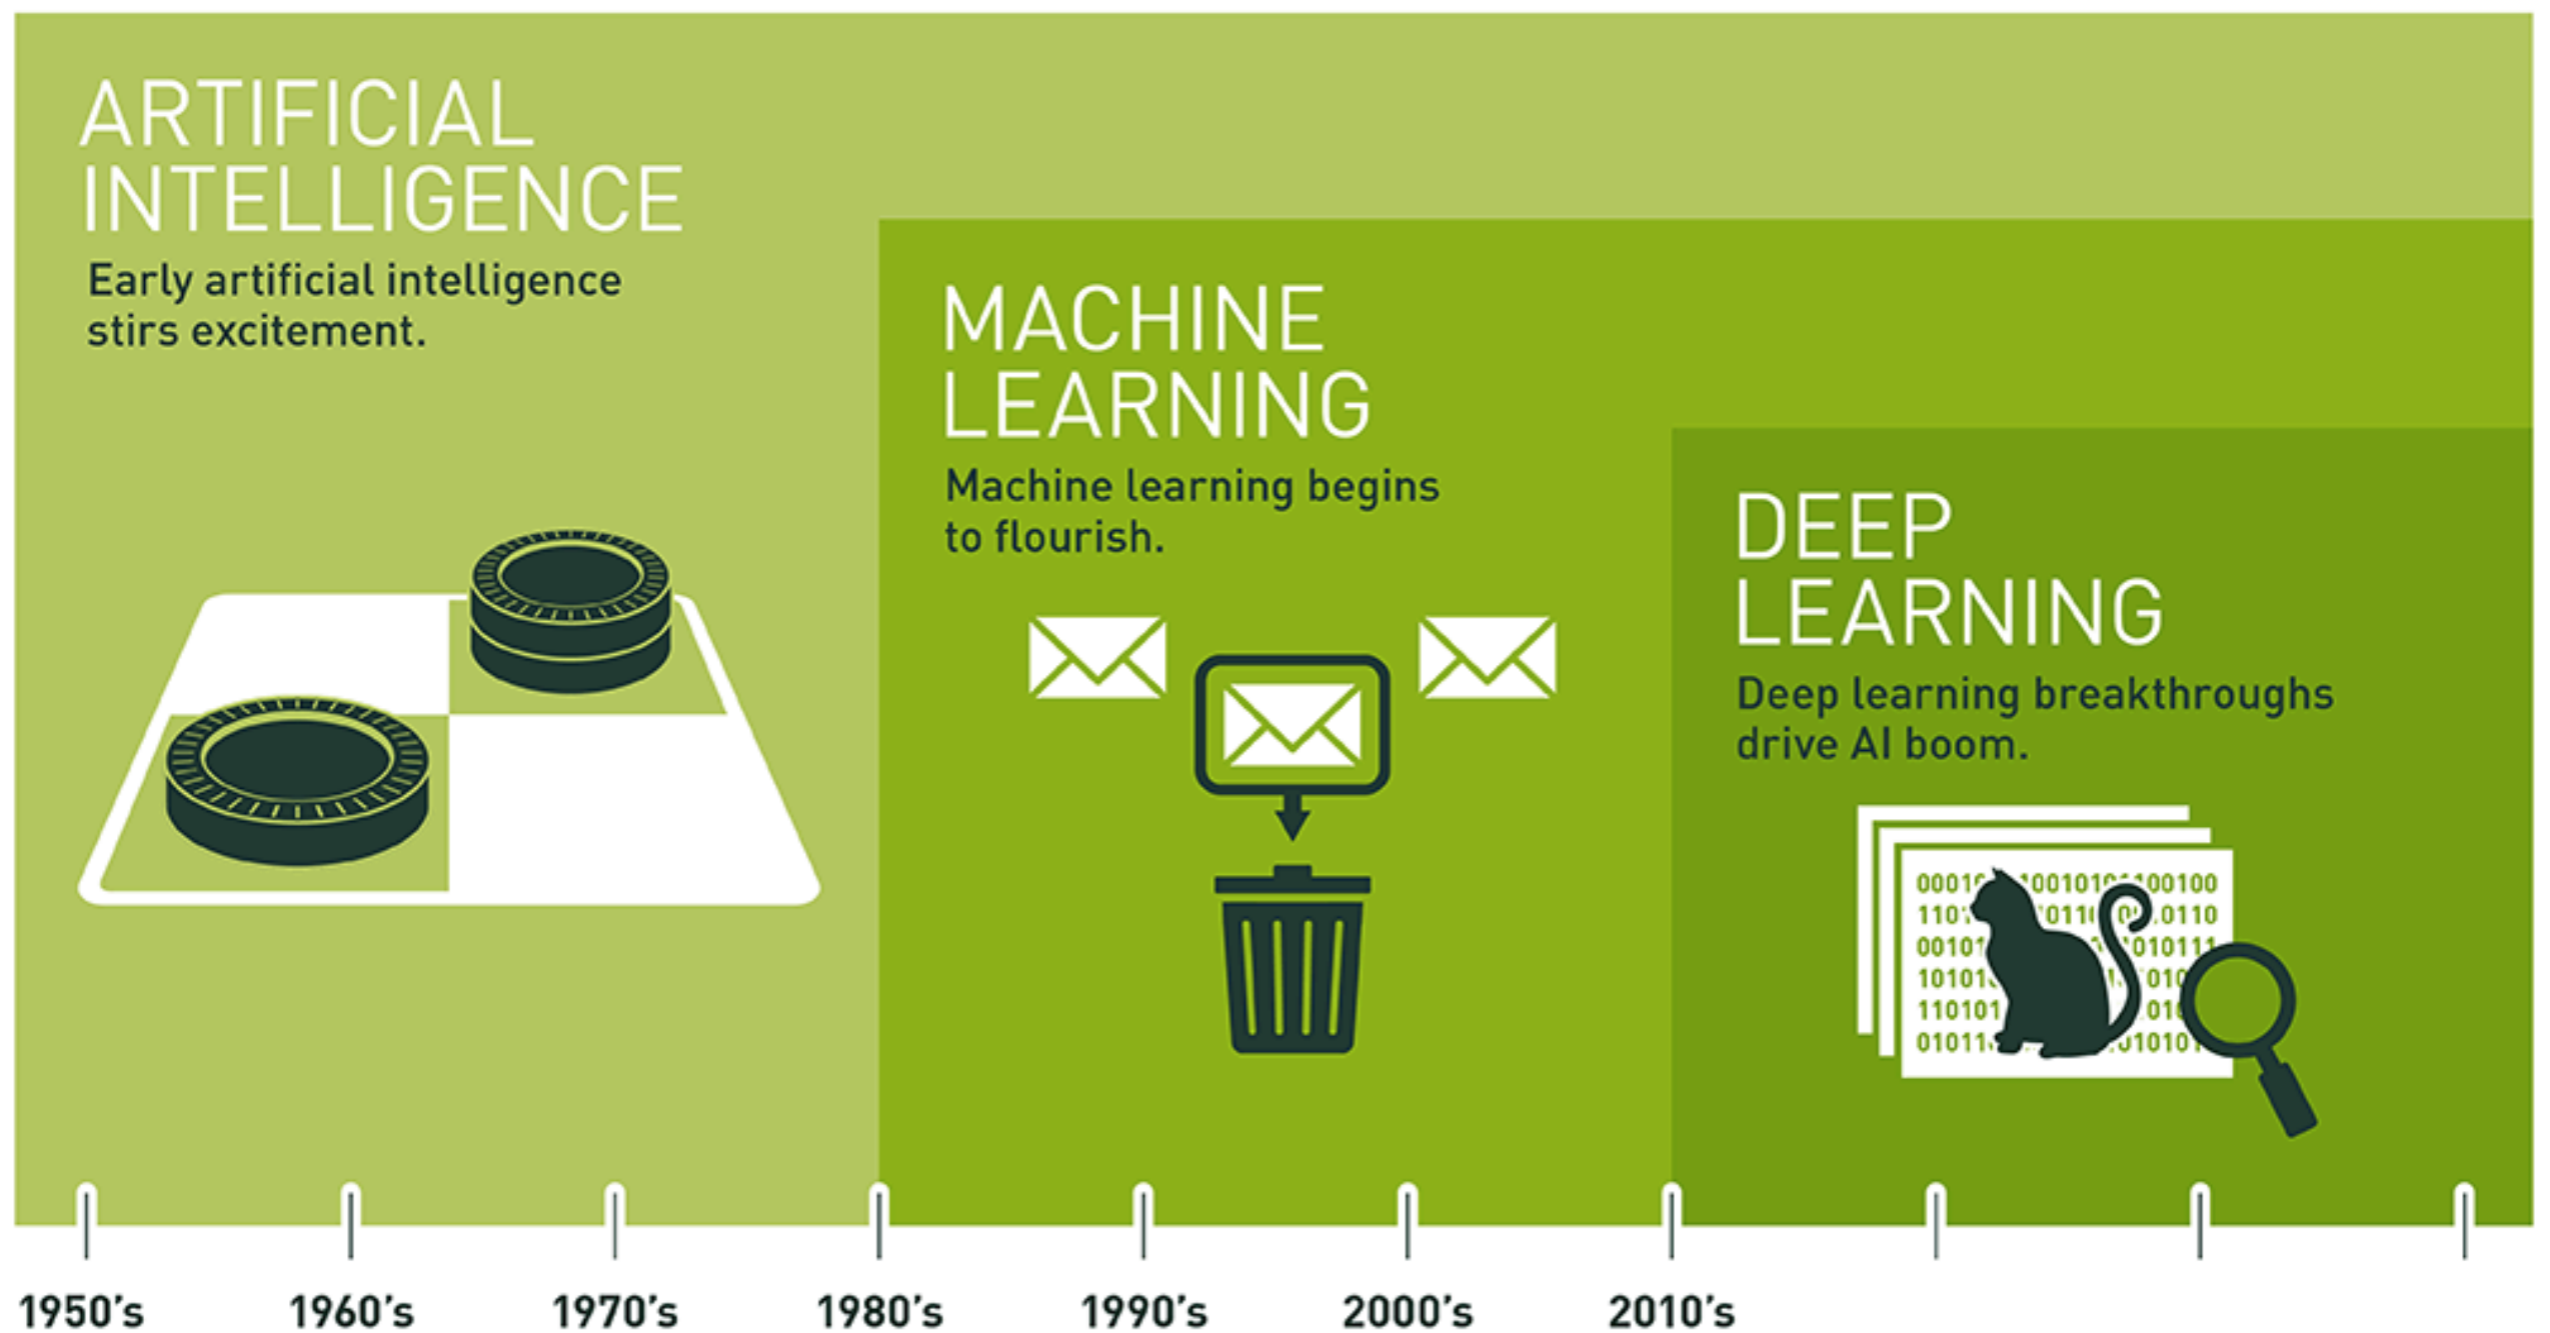 ARTIFICIAL
INTELLIGENCE
Early artificial intelligence
stirs excitement.
MACHINE
LEARNING
Machine learning begins
to flourish.
DEEP
LEARNING
Deep learning breakthroughs
drive AI boom.
1950's 1960's 1970's 1980's 1990's 2000's 2010's